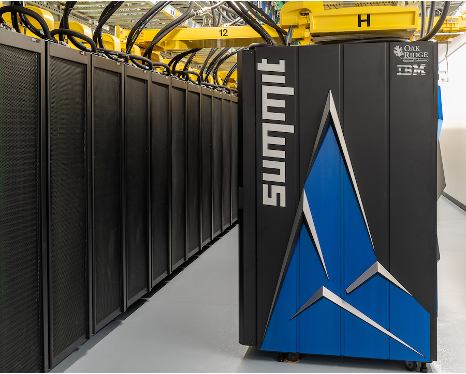 12
H
OAK
RIDGE
IBM
summit